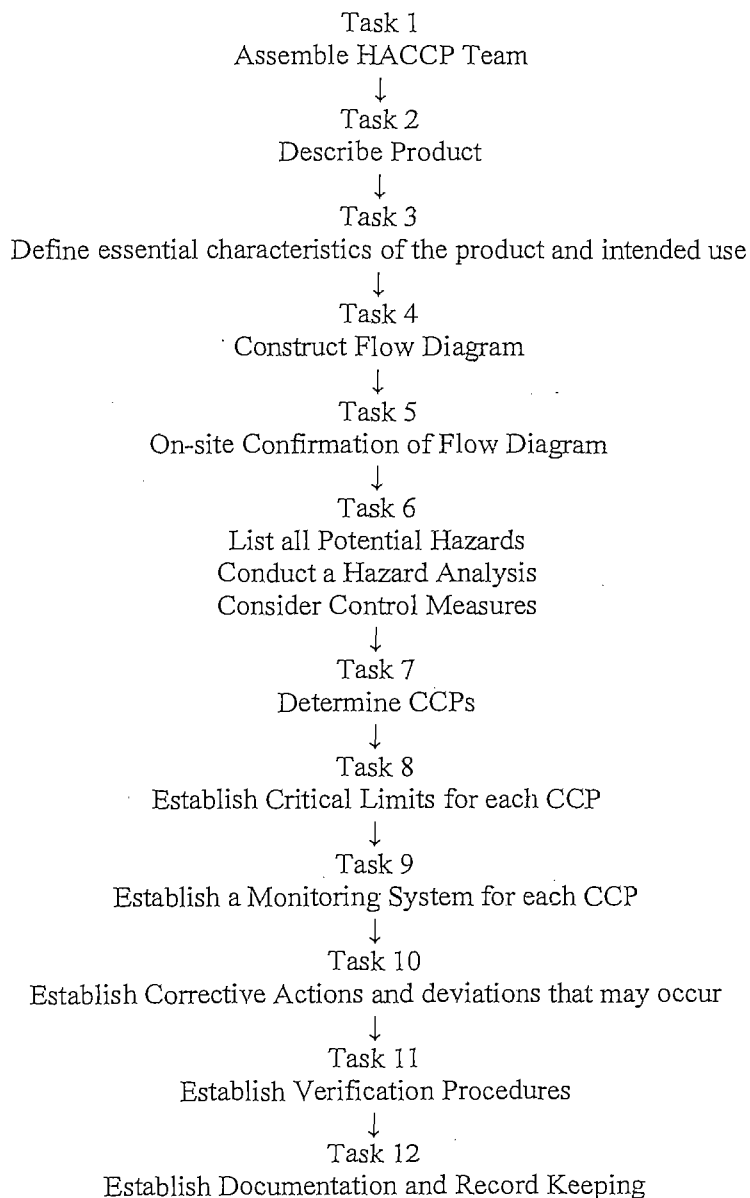 Task 1
Assemble HACCP Team
↓
Task 2
Describe Product
↓
Task 3
Define essential characteristics of the product and intended use
↓
Task 4
Construct Flow Diagram
↓
Task 5
On-site Confirmation of Flow Diagram
↓
Task 6
List all Potential Hazards
Conduct a Hazard Analysis
Consider Control Measures
↓
Task 7
Determine CCPs
↓
Task 8
Establish Critical Limits for each CCP
↓
Task 9
Establish a Monitoring System for each CCP
↓
Task 10
Establish Corrective Actions and deviations that may occur
↓
Task 11
Establish Verification Procedures
↓
Task 12
Establish Documentation and Record Keeping